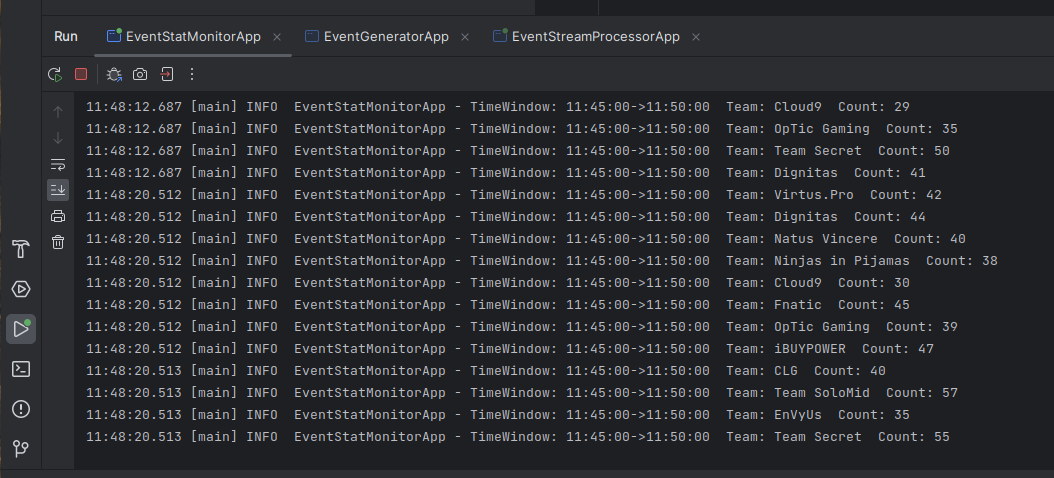 Run EventStatMonitorApp EventGeneratorApp EventStreamProcessorApp
11:48:12.687 [main] INFO  EventStatMonitorApp - TimeWindow: 11:45:00->11:50:00  Team: Cloud9  Count: 29
11:48:12.687 [main] INFO  EventStatMonitorApp - TimeWindow: 11:45:00->11:50:00  Team: OpTic Gaming  Count: 35
11:48:12.687 [main] INFO  EventStatMonitorApp - TimeWindow: 11:45:00->11:50:00  Team: Team Secret  Count: 50
11:48:12.687 [main] INFO  EventStatMonitorApp - TimeWindow: 11:45:00->11:50:00  Team: Dignitas  Count: 41
11:48:20.512 [main] INFO  EventStatMonitorApp - TimeWindow: 11:45:00->11:50:00  Team: Virtus.Pro  Count: 42
11:48:20.512 [main] INFO  EventStatMonitorApp - TimeWindow: 11:45:00->11:50:00  Team: Dignitas  Count: 44
11:48:20.512 [main] INFO  EventStatMonitorApp - TimeWindow: 11:45:00->11:50:00  Team: Natus Vincere  Count: 40
11:48:20.512 [main] INFO  EventStatMonitorApp - TimeWindow: 11:45:00->11:50:00  Team: Ninjas in Pijamas  Count: 38
11:48:20.512 [main] INFO  EventStatMonitorApp - TimeWindow: 11:45:00->11:50:00  Team: Cloud9  Count: 30
11:48:20.512 [main] INFO  EventStatMonitorApp - TimeWindow: 11:45:00->11:50:00  Team: Fnatic  Count: 45
11:48:20.512 [main] INFO  EventStatMonitorApp - TimeWindow: 11:45:00->11:50:00  Team: OpTic Gaming  Count: 39
11:48:20.512 [main] INFO  EventStatMonitorApp - TimeWindow: 11:45:00->11:50:00  Team: iBUYPOWER  Count: 47
11:48:20.513 [main] INFO  EventStatMonitorApp - TimeWindow: 11:45:00->11:50:00  Team: CLG  Count: 40
11:48:20.513 [main] INFO  EventStatMonitorApp - TimeWindow: 11:45:00->11:50:00  Team: Team SoloMid  Count: 57
11:48:20.513 [main] INFO  EventStatMonitorApp - TimeWindow: 11:45:00->11:50:00  Team: EnVyUs  Count: 35
11:48:20.513 [main] INFO  EventStatMonitorApp - TimeWindow: 11:45:00->11:50:00  Team: Team Secret  Count: 55